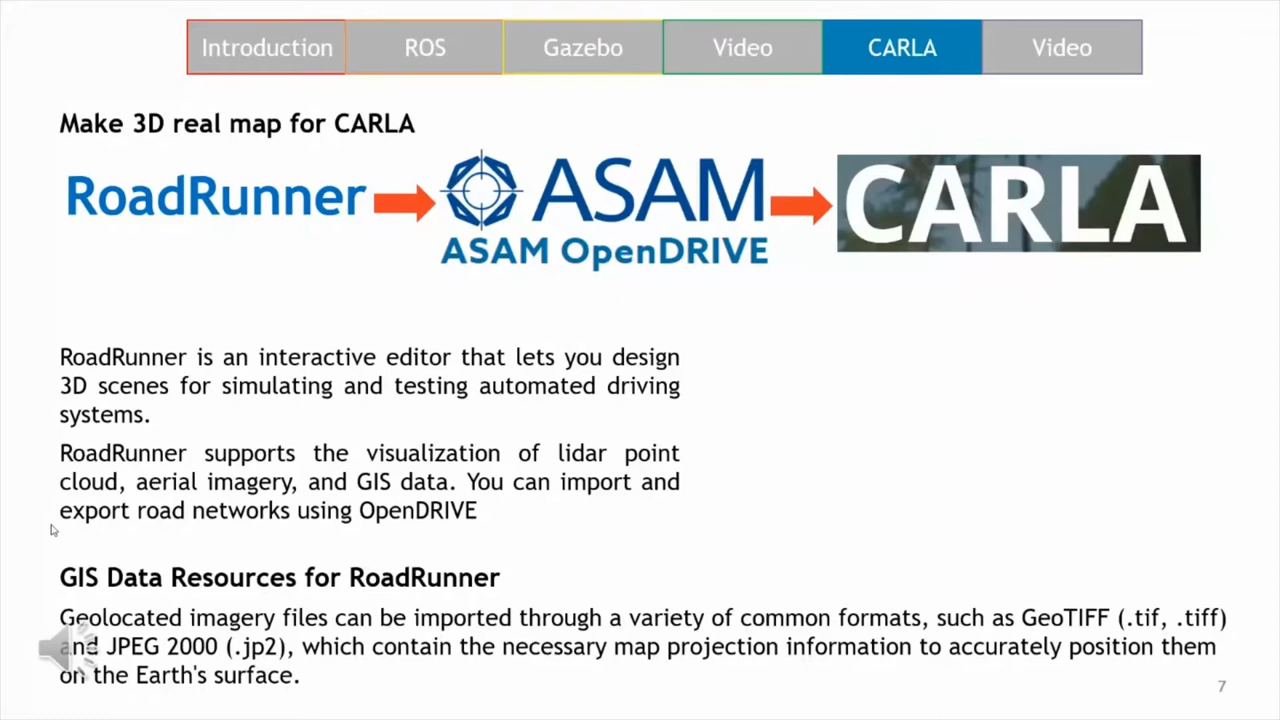 Introduction ROS Gazebo Video CARLA Video
Make 3D real map for CARLA
RoadRunner ASAM CARLA
ASAM OpenDRIVE
RoadRunner is an interactive editor that lets you design
3D scenes for simulating and testing automated driving
systems.
RoadRunner supports the visualization of lidar point
cloud, aerial imagery, and GIS data. You can import and
export road networks using OpenDRIVE
GIS Data Resources for RoadRunner
Geolocated imagery files can be imported through a variety of common formats, such as GeoTIFF (.tif, .tiff)
and JPEG 2000 (.jp2), which contain the necessary map projection information to accurately position them
on the Earth's surface.
7